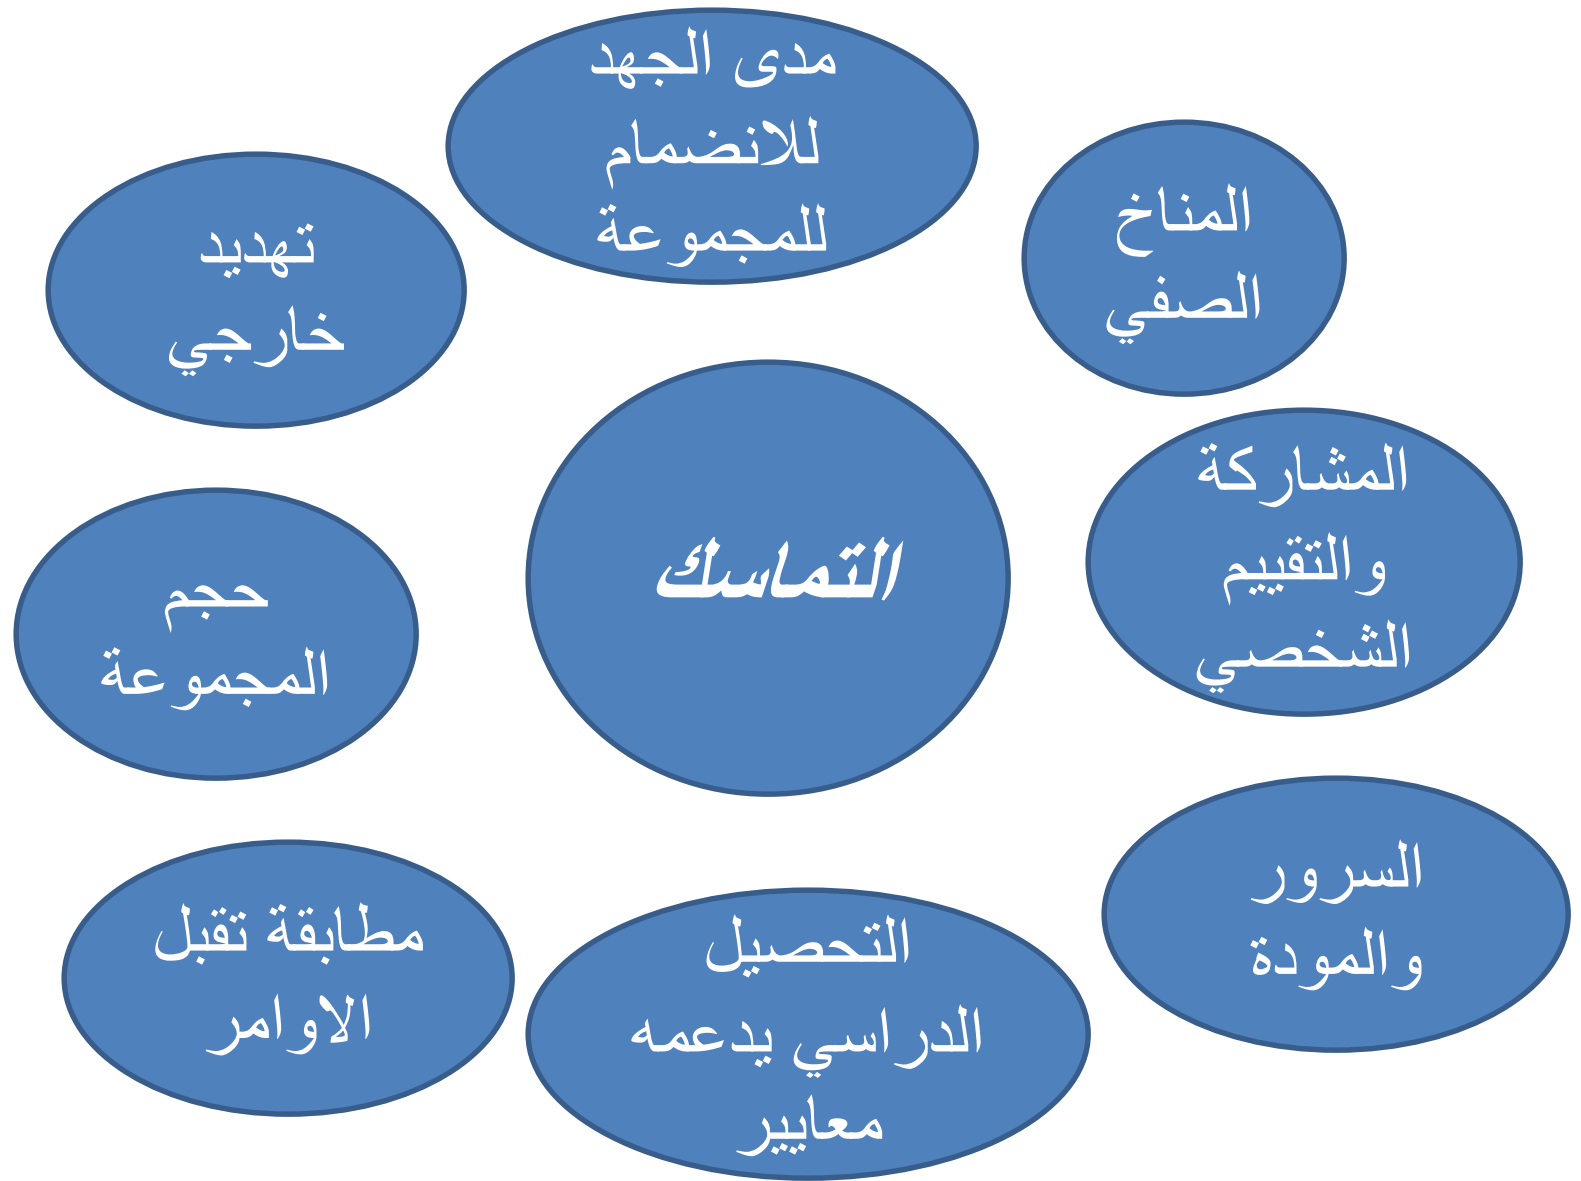 مدى الجهد
للانضمام
للمجموعة
المناخ
الصفي
تهديد
خارجي
المشاركة
والتقييم
الشخصي
التماسك
حجم
المجموعة
السرور
والمودة
مطابقة تقبل
الاوامر
التحصيل
الدراسي يدعمه
معايير